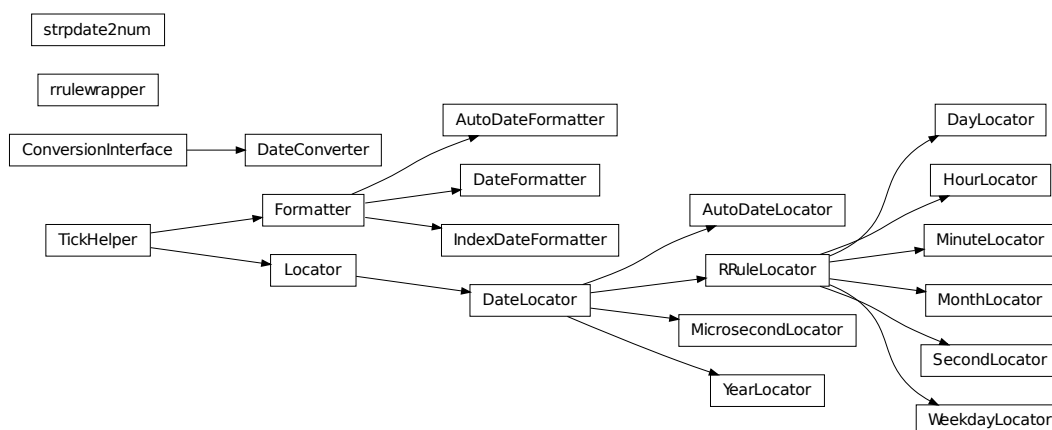 strpdate2num
rrulewrapper
ConversionInterface
DateConverter
TickHelper
Formatter
Locator
AutoDateFormatter
DateFormatter
IndexDateFormatter
DateLocator
AutoDateLocator
RRuleLocator
MicrosecondLocator
YearLocator
DayLocator
HourLocator
MinuteLocator
MonthLocator
SecondLocator
WeekdayLocator